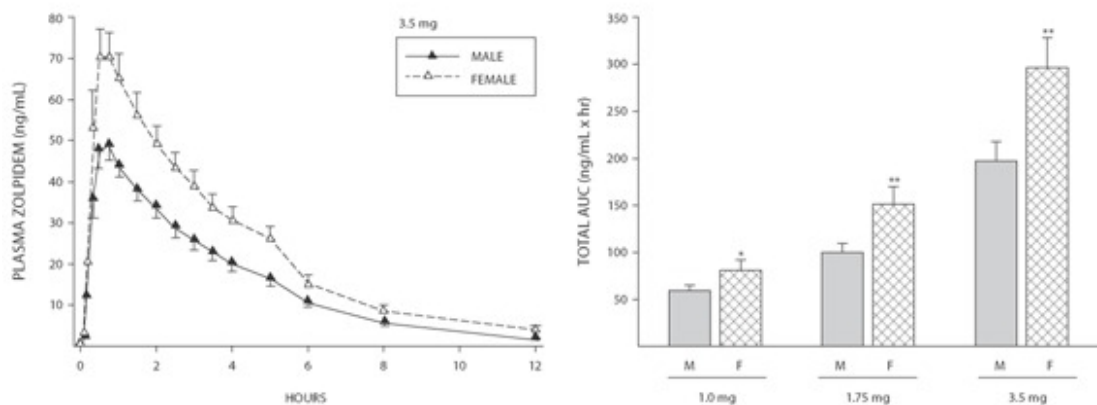 80
70
60
50
40
30
20
10
PLASMA ZOLPIDEM (ng/mL)
0 2 4 6 8 10 12
HOURS
3.5 mg
MALE
FEMALE
350
300
250
200
150
100
50
TOTAL AUC (ng/mL x hr)
* ** **
M F M F M F
1.0 mg 1.75 mg 3.5 mg